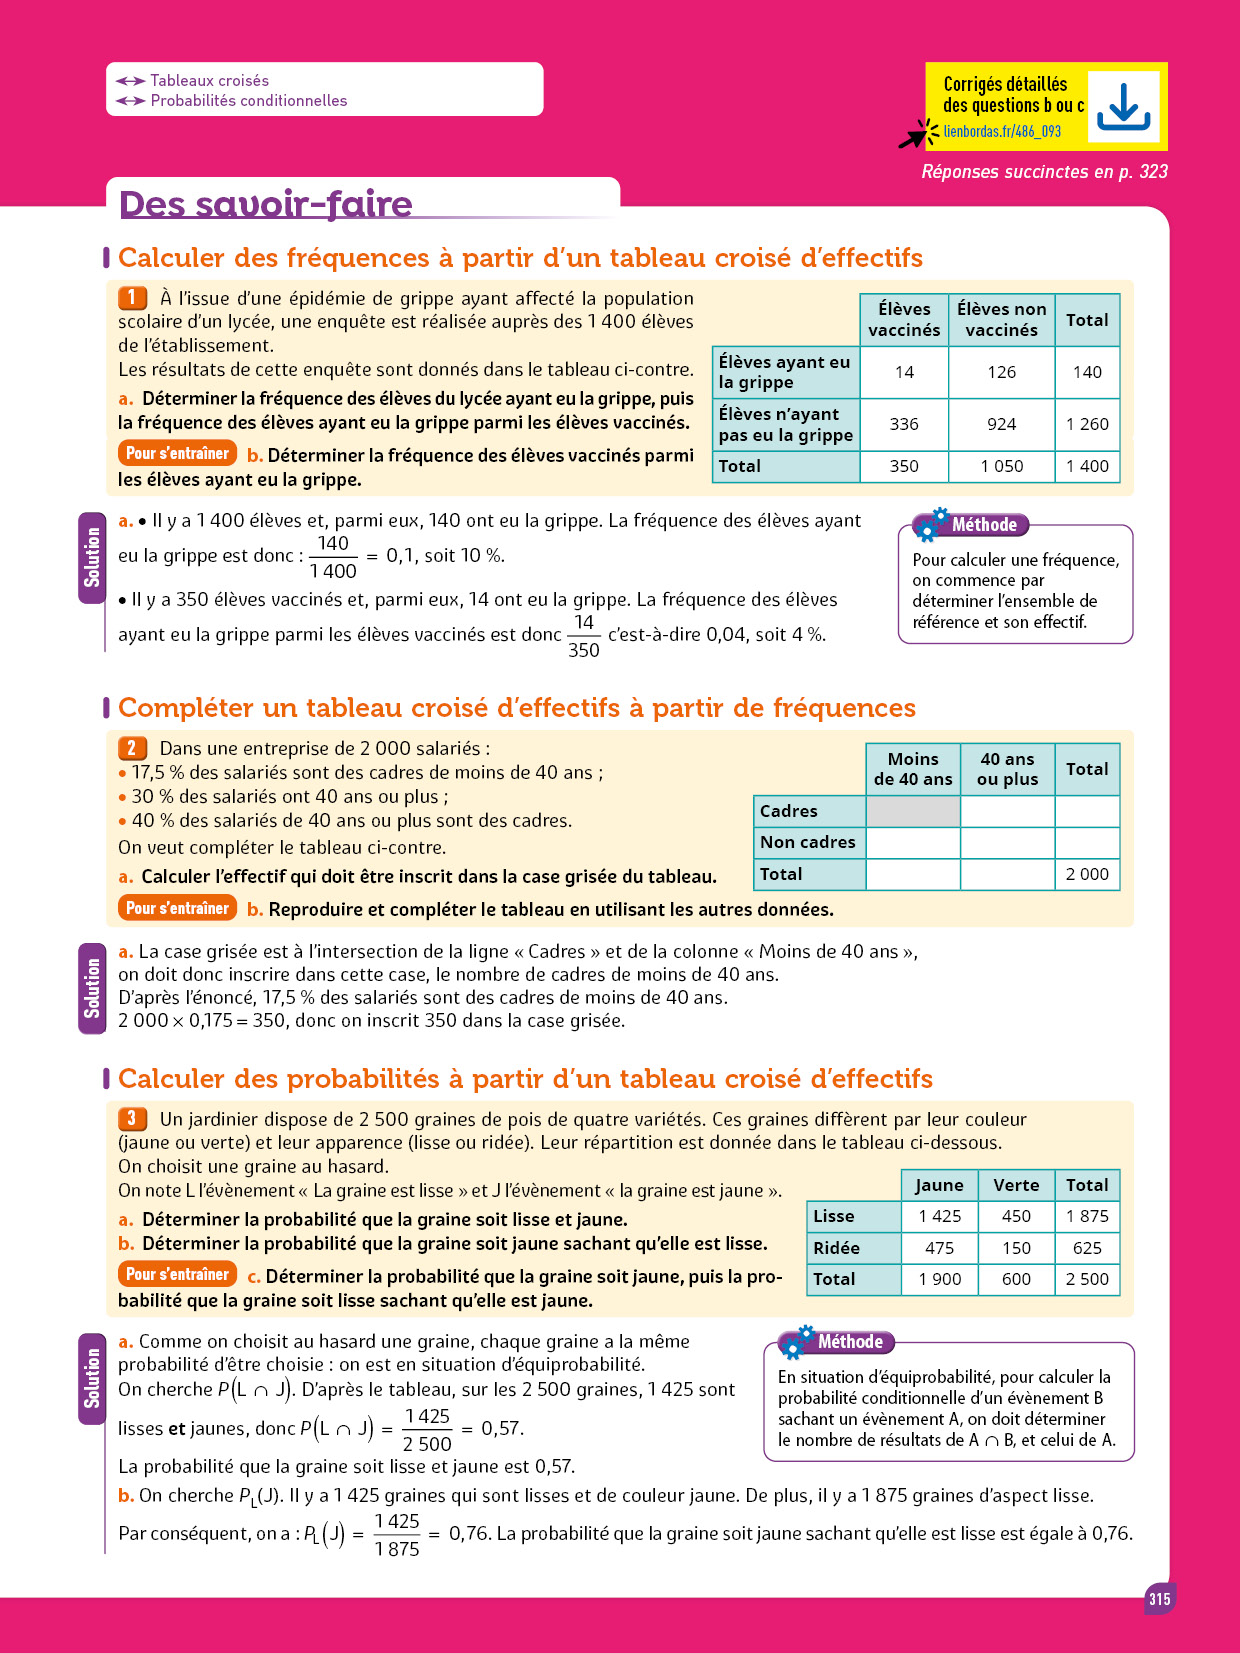 Tableaux croisés
Probabilités conditionnelles
Corrigés détaillés
des questions b ou c
lienbordas.fr/486_093
Réponses succinctes en p. 323
Des savoir-faire
Calculer des fréquences à partir d’un tableau croisé d’effectifs
1 À l’issue d’une épidémie de grippe ayant affecté la population
scolaire d’un lycée, une enquête est réalisée auprès des 1 400 élèves
de l’établissement.
Les résultats de cette enquête sont donnés dans le tableau ci-contre.
a. Déterminer la fréquence des élèves du lycée ayant eu la grippe, puis
la fréquence des élèves ayant eu la grippe parmi les élèves vaccinés.
Pour s’entraîner b. Déterminer la fréquence des élèves vaccinés parmi
les élèves ayant eu la grippe.
Élèves vaccinés Élèves non vaccinés Total
Élèves ayant eu la grippe 14 126 140
Élèves n’ayant pas eu la grippe 336 924 1 260
Total 350 1 050 1 400
Solution
a. • Il y a 1 400 élèves et, parmi eux, 140 ont eu la grippe. La fréquence des élèves ayant
eu la grippe est donc : 140/1 400 = 0,1, soit 10 %.
• Il y a 350 élèves vaccinés et, parmi eux, 14 ont eu la grippe. La fréquence des élèves
ayant eu la grippe parmi les élèves vaccinés est donc 14/350 c’est-à-dire 0,04, soit 4 %.
Méthode
Pour calculer une fréquence,
on commence par
déterminer l’ensemble de
référence et son effectif.
Compléter un tableau croisé d’effectifs à partir de fréquences
2 Dans une entreprise de 2 000 salariés :
• 17,5 % des salariés sont des cadres de moins de 40 ans ;
• 30 % des salariés ont 40 ans ou plus ;
• 40 % des salariés de 40 ans ou plus sont des cadres.
On veut compléter le tableau ci-contre.
a. Calculer l’effectif qui doit être inscrit dans la case grisée du tableau.
Pour s’entraîner b. Reproduire et compléter le tableau en utilisant les autres données.
Moins de 40 ans 40 ans ou plus Total
Cadres
Non cadres
Total 2 000
Solution
a. La case grisée est à l’intersection de la ligne « Cadres » et de la colonne « Moins de 40 ans »,
on doit donc inscrire dans cette case, le nombre de cadres de moins de 40 ans.
D’après l’énoncé, 17,5 % des salariés sont des cadres de moins de 40 ans.
2 000 × 0,175 = 350, donc on inscrit 350 dans la case grisée.
Calculer des probabilités à partir d’un tableau croisé d’effectifs
3 Un jardinier dispose de 2 500 graines de pois de quatre variétés. Ces graines diffèrent par leur couleur
(jaune ou verte) et leur apparence (lisse ou ridée). Leur répartition est donnée dans le tableau ci-dessous.
On choisit une graine au hasard.
On note L l’évènement « La graine est lisse » et J l’évènement « la graine est jaune ».
a. Déterminer la probabilité que la graine soit lisse et jaune.
b. Déterminer la probabilité que la graine soit jaune sachant qu’elle est lisse.
Pour s’entraîner c. Déterminer la probabilité que la graine soit jaune, puis la pro-
babilité que la graine soit lisse sachant qu’elle est jaune.
Jaune Verte Total
Lisse 1 425 450 1 875
Ridée 475 150 625
Total 1 900 600 2 500
Solution
a. Comme on choisit au hasard une graine, chaque graine a la même
probabilité d’être choisie : on est en situation d’équiprobabilité.
On cherche P(L ∩ J). D’après le tableau, sur les 2 500 graines, 1 425 sont
lisses et jaunes, donc P(L ∩ J) = 1 425/2 500 = 0,57.
La probabilité que la graine soit lisse et jaune est 0,57.
b. On cherche P_L(J). Il y a 1 425 graines qui sont lisses et de couleur jaune. De plus, il y a 1 875 graines d’aspect lisse.
Par conséquent, on a : P_L(J) = 1 425/1 875 = 0,76. La probabilité que la graine soit jaune sachant qu’elle est lisse est égale à 0,76.
Méthode
En situation d’équiprobabilité, pour calculer la
probabilité conditionnelle d’un évènement B
sachant un évènement A, on doit déterminer
le nombre de résultats de A ∩ B, et celui de A.
315